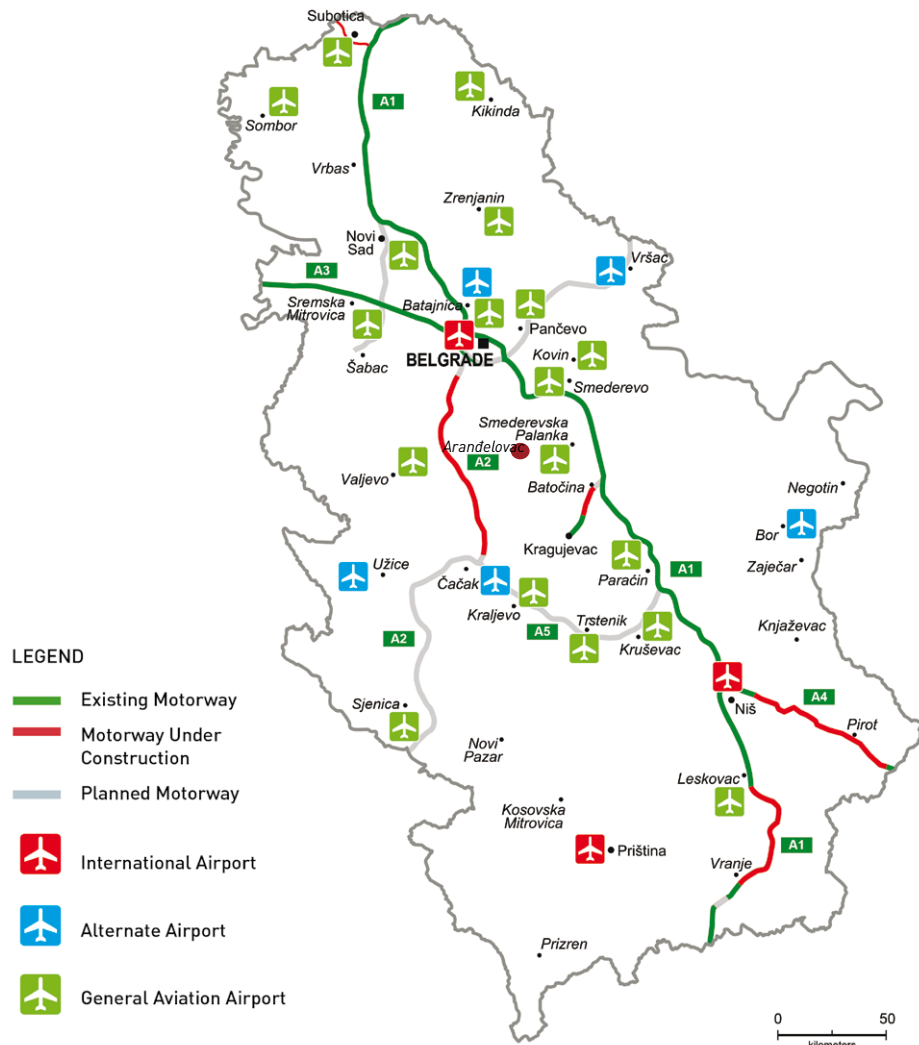 Subotica
A1
Kikinda
Sombor
Vrbas
Zrenjanin
Novi
Sad
A3
Vršac
Sremska
Mitrovica
Batajnica
Pančevo
BELGRADE
Kovin
Šabac
Smederevo
Smederevska
Palanka
Aranđelovac
A2
Valjevo
Batočina
Negotin
Bor
Kragujevac
Užice
Čačak
Paraćin
A1
Zaječar
Kraljevo
A5
Trstenik
A2
Kruševac
Knjaževac
LEGEND
Existing Motorway
Motorway Under
Construction
Planned Motorway
International Airport
Alternate Airport
General Aviation Airport
Sjenica
Niš
A4
Pirot
Novi
Pazar
Leskovac
Kosovska
Mitrovica
Priština
A1
Vranje
Prizren
0 50
kilometers